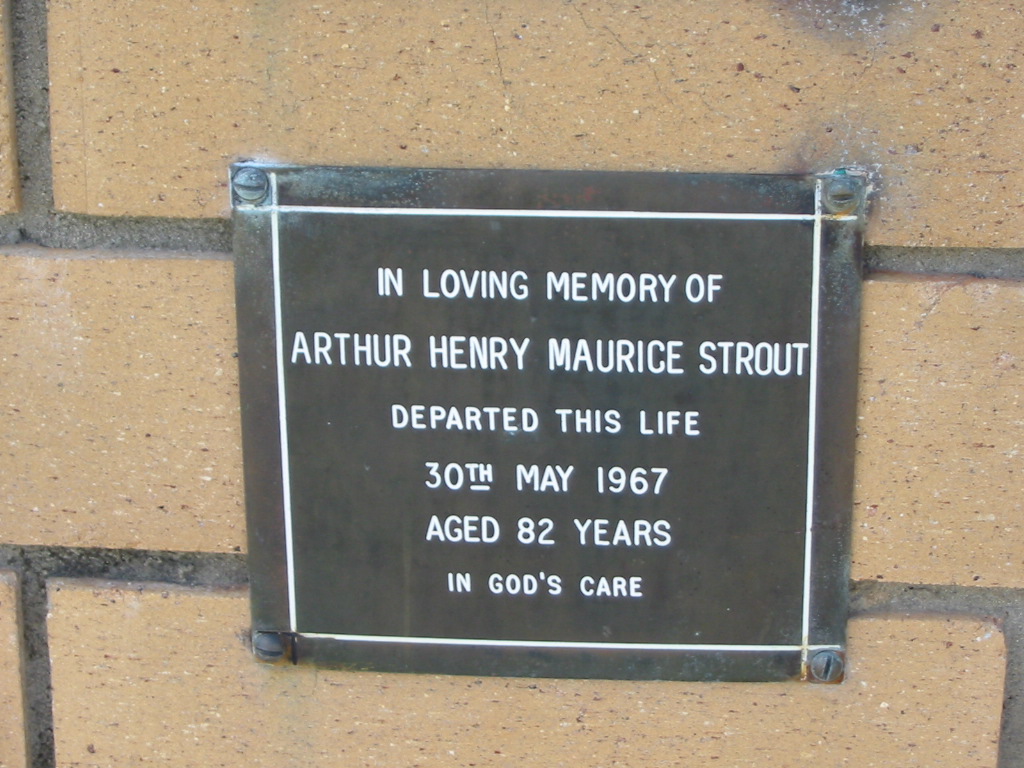 IN LOVING MEMORY OF
ARTHUR HENRY MAURICE STROUT
DEPARTED THIS LIFE
30TH MAY 1967
AGED 82 YEARS
IN GOD'S CARE